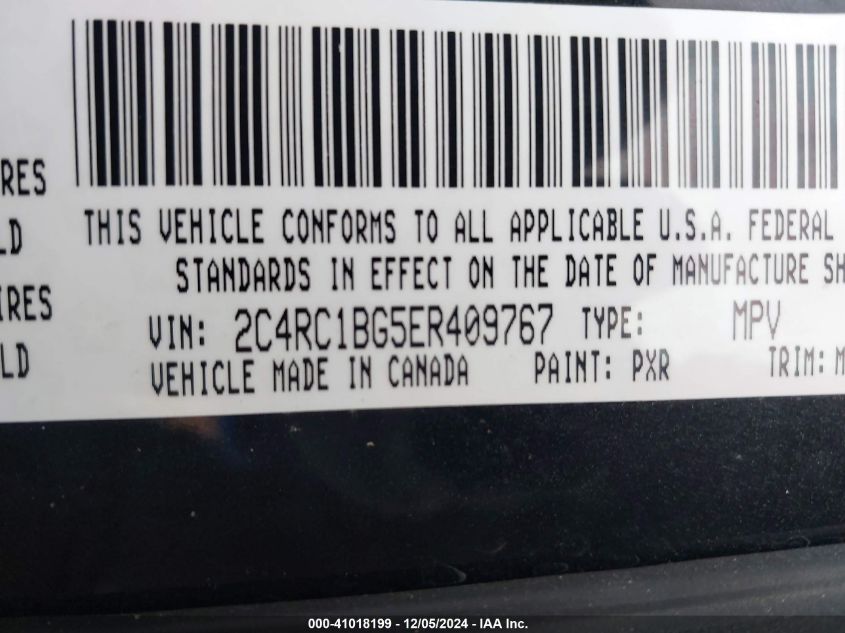 RES
LD
IRES
LD
THIS VEHICLE CONFORMS TO ALL APPLICABLE U.S.A. FEDERAL
STANDARDS IN EFFECT ON THE DATE OF MANUFACTURE SH
VIN: 2C4RC1BG5ER409767 TYPE: MPV
VEHICLE MADE IN CANADA PAINT: PXR TRIM: M
000-41018199 - 12/05/2024 - IAA Inc.